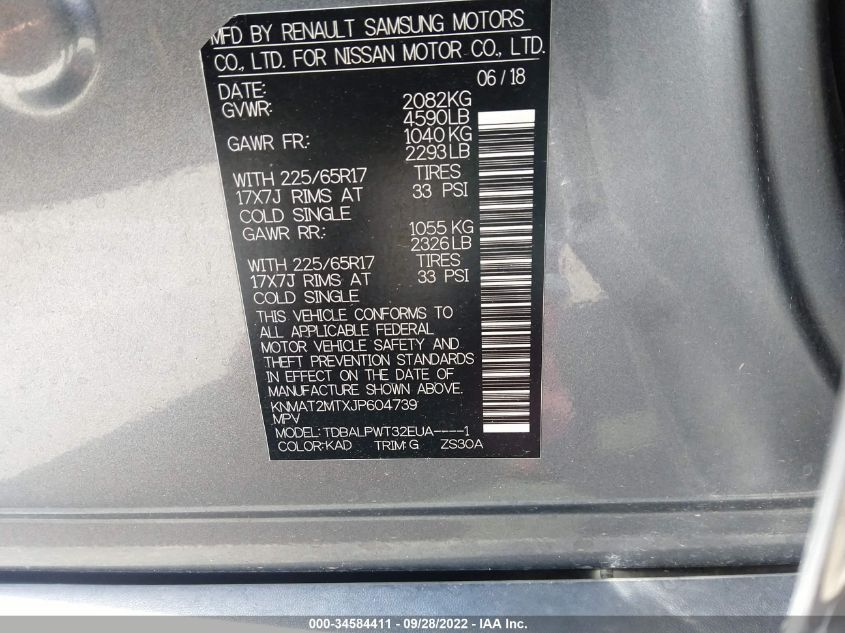 MFD BY RENAULT SAMSUNG MOTORS
CO., LTD. FOR NISSAN MOTOR CO., LTD.
DATE: 06/18
GVWR: 2082KG
4590LB
GAWR FR: 1040KG
2293LB
WITH 225/65R17 TIRES
17X7J RIMS AT 33 PSI
COLD SINGLE
GAWR RR: 1055 KG
2326LB
WITH 225/65R17 TIRES
17X7J RIMS AT 33 PSI
COLD SINGLE
THIS VEHICLE CONFORMS TO
ALL APPLICABLE FEDERAL
MOTOR VEHICLE SAFETY AND
THEFT PREVENTION STANDARDS
IN EFFECT ON THE DATE OF
MANUFACTURE SHOWN ABOVE.
KNMAT2MTXJP604739
MPV
MODEL: TDBALPWT32EUA----1
COLOR:KAD TRIM:G ZS30A
000-34584411 - 09/28/2022 - IAA Inc.